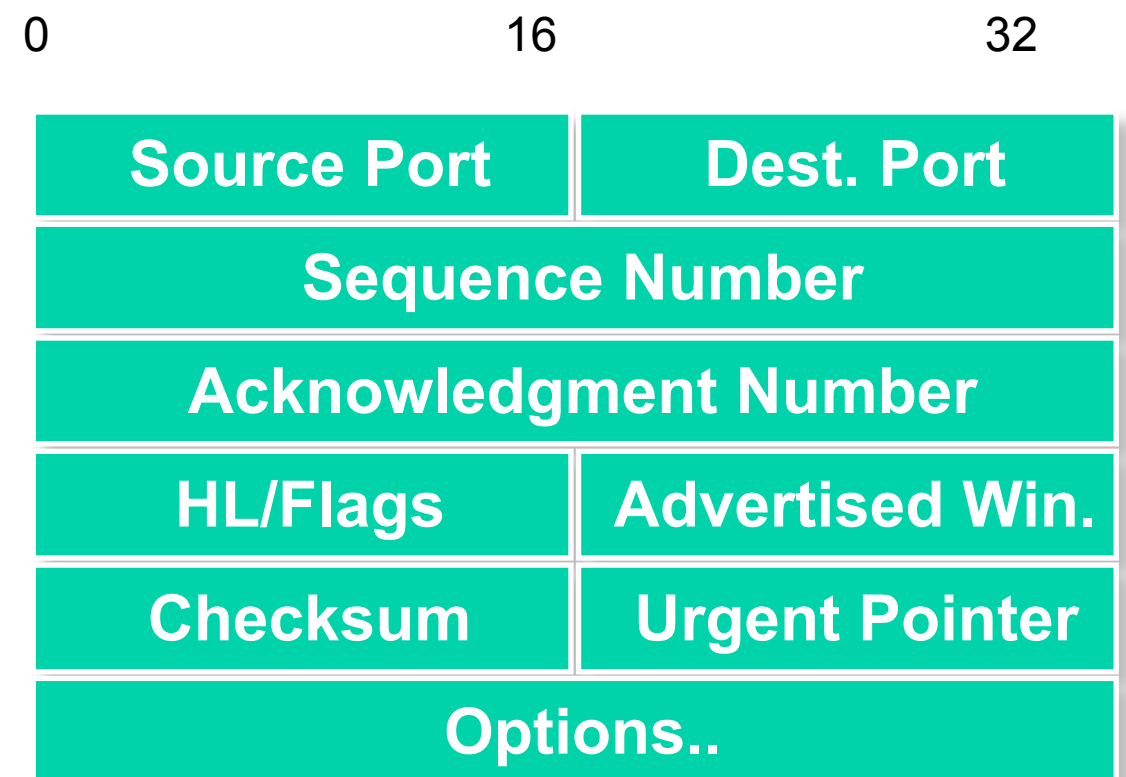 0 16 32
Source Port Dest. Port
Sequence Number
Acknowledgment Number
HL/Flags Advertised Win.
Checksum Urgent Pointer
Options..